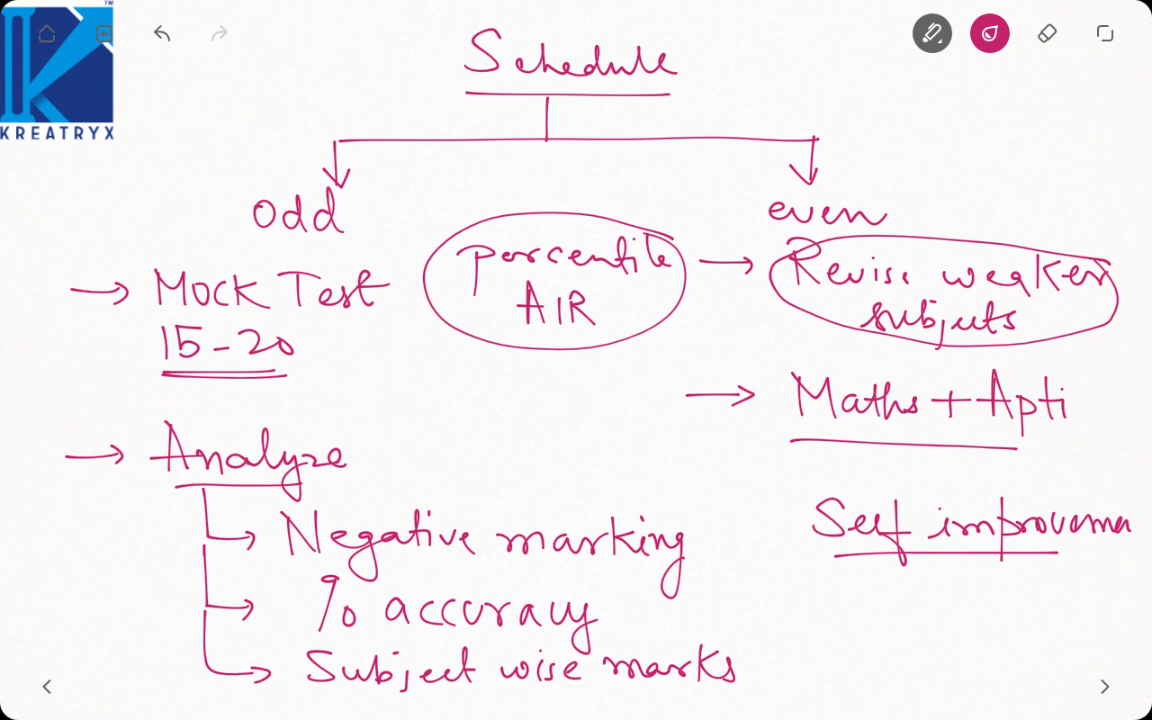 KREATRYX
TM
Schedule
Odd
even
Mock Test
15-20
percentile
AIR
Revise weaker
subjects
Maths + Apti
Analyze
Negative marking
% accuracy
Subject wise marks
Self improveme